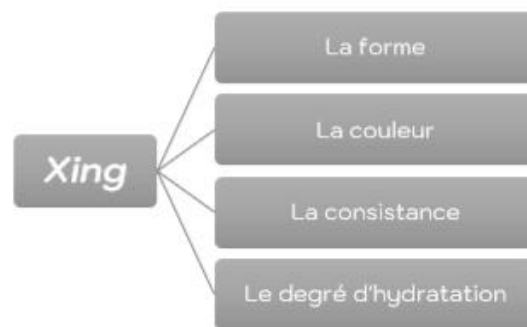 Xing
La forme
La couleur
La consistance
Le degré d'hydratation